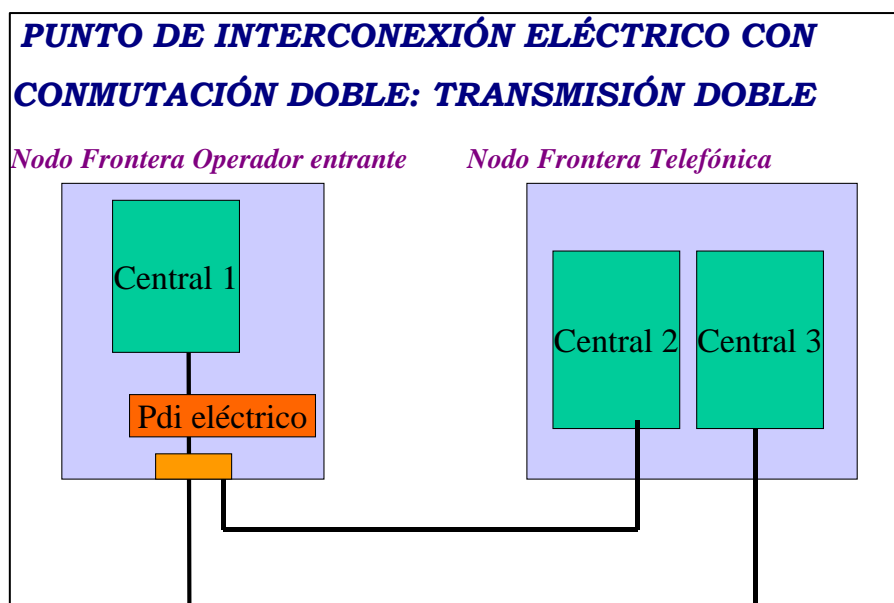 PUNTO DE INTERCONEXIÓN ELÉCTRICO CON
CONMUTACIÓN DOBLE: TRANSMISIÓN DOBLE
Nodo Frontera Operador entrante
Nodo Frontera Telefónica
Central 1
Central 2
Central 3
Pdi eléctrico